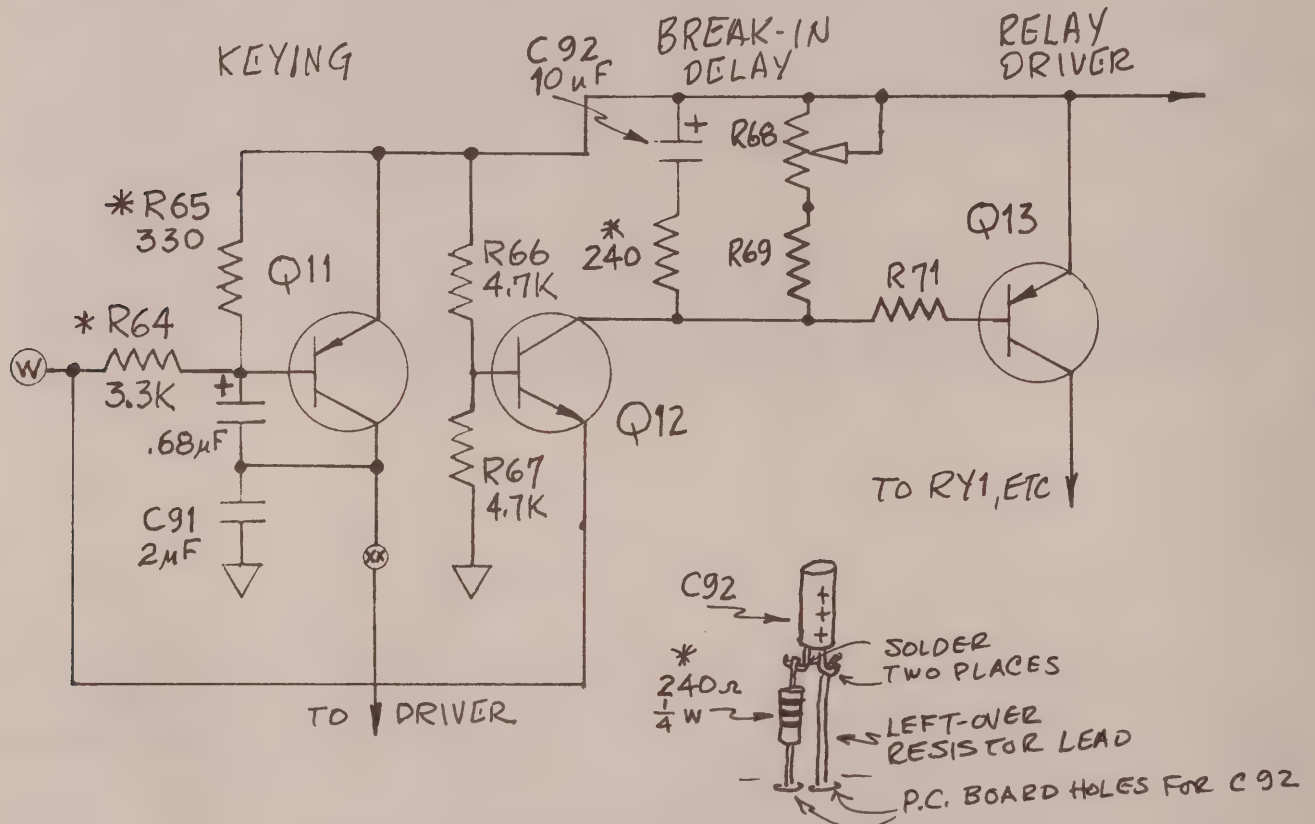 KEYING
C92
10µF
BREAK-IN
DELAY
RELAY
DRIVER
+
R68
* R65
330
Q11
R66
4.7K
*
240
R69
R71
Q13
* R64
W
3.3K
+
.68µF
Q12
R67
4.7K
C91
2µF
XX
TO RY1, ETC
TO DRIVER
C92
+
+
+
SOLDER
TWO PLACES
*
240Ω
1/4 W
LEFT-OVER
RESISTOR LEAD
P.C. BOARD HOLES FOR C92